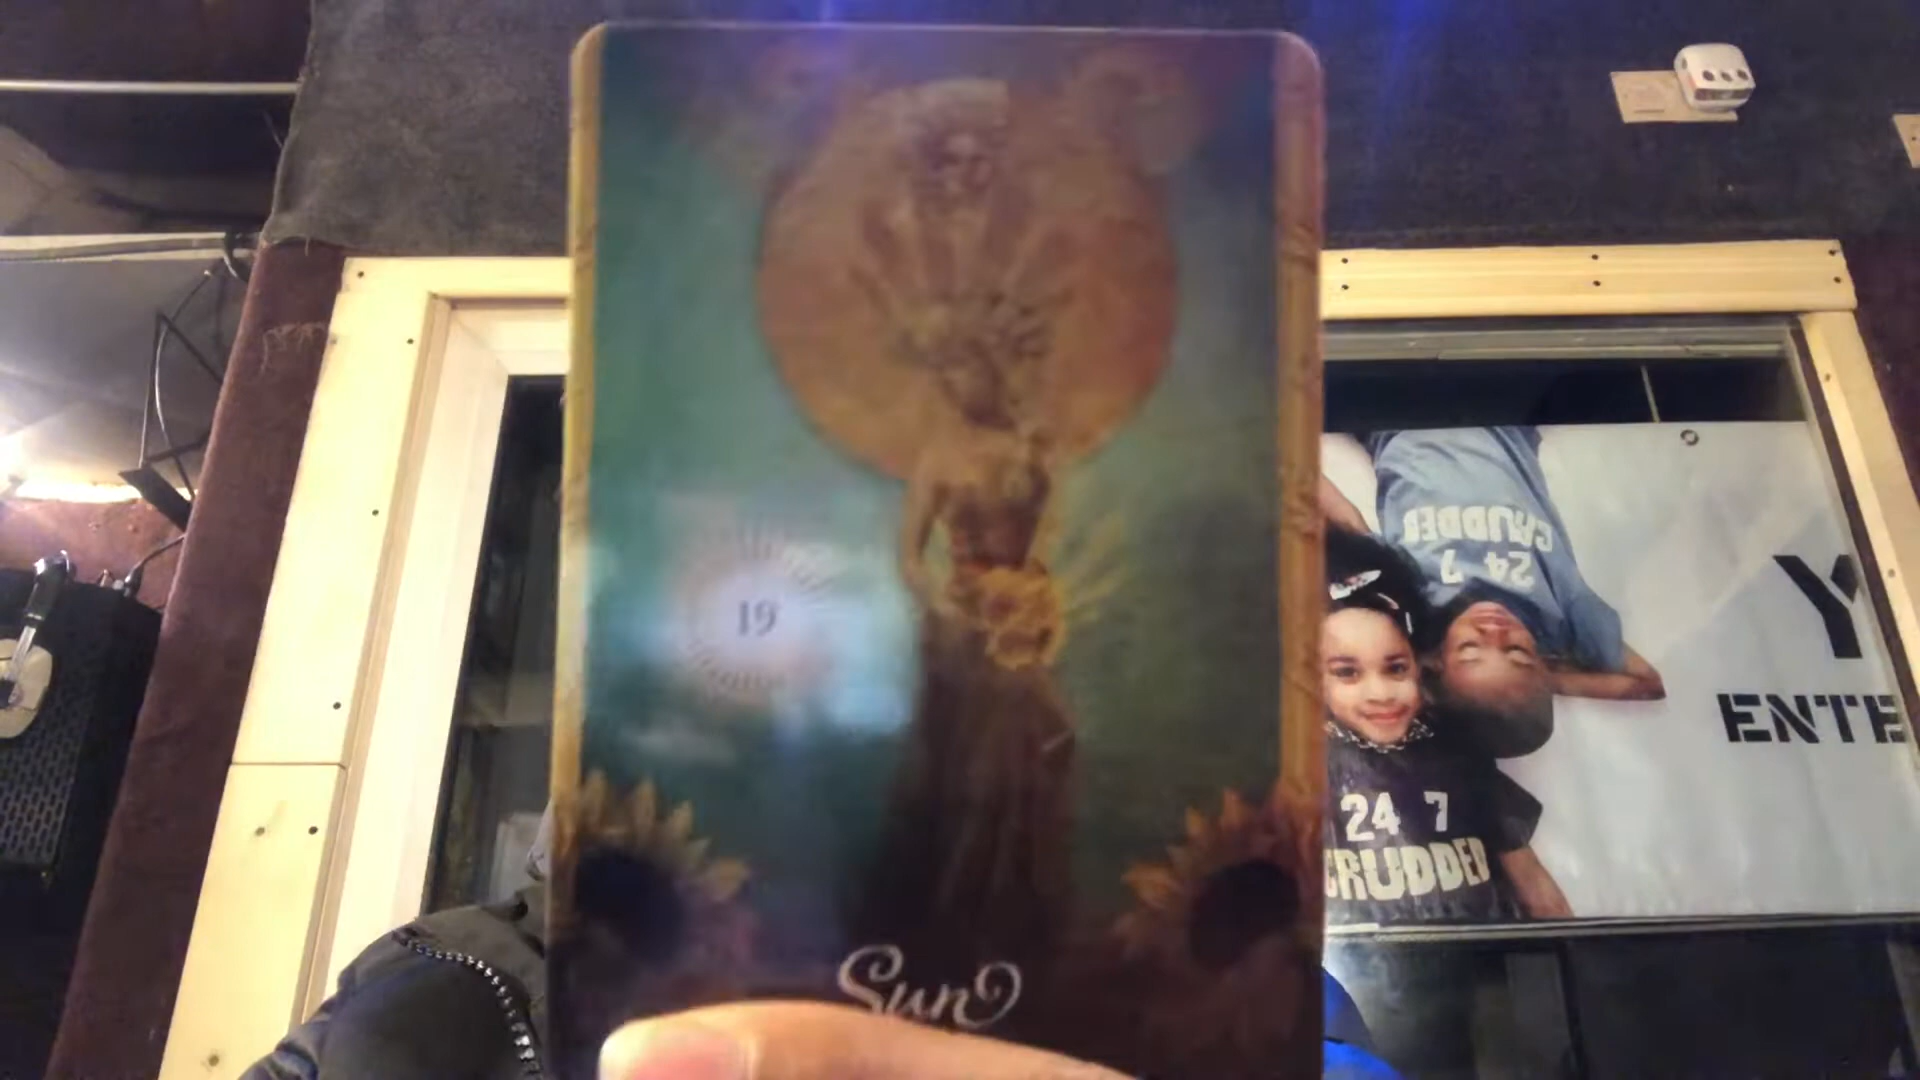 19
Sun
CRUDDED
24 7
Y
ENTE
24 7
CRUDDED